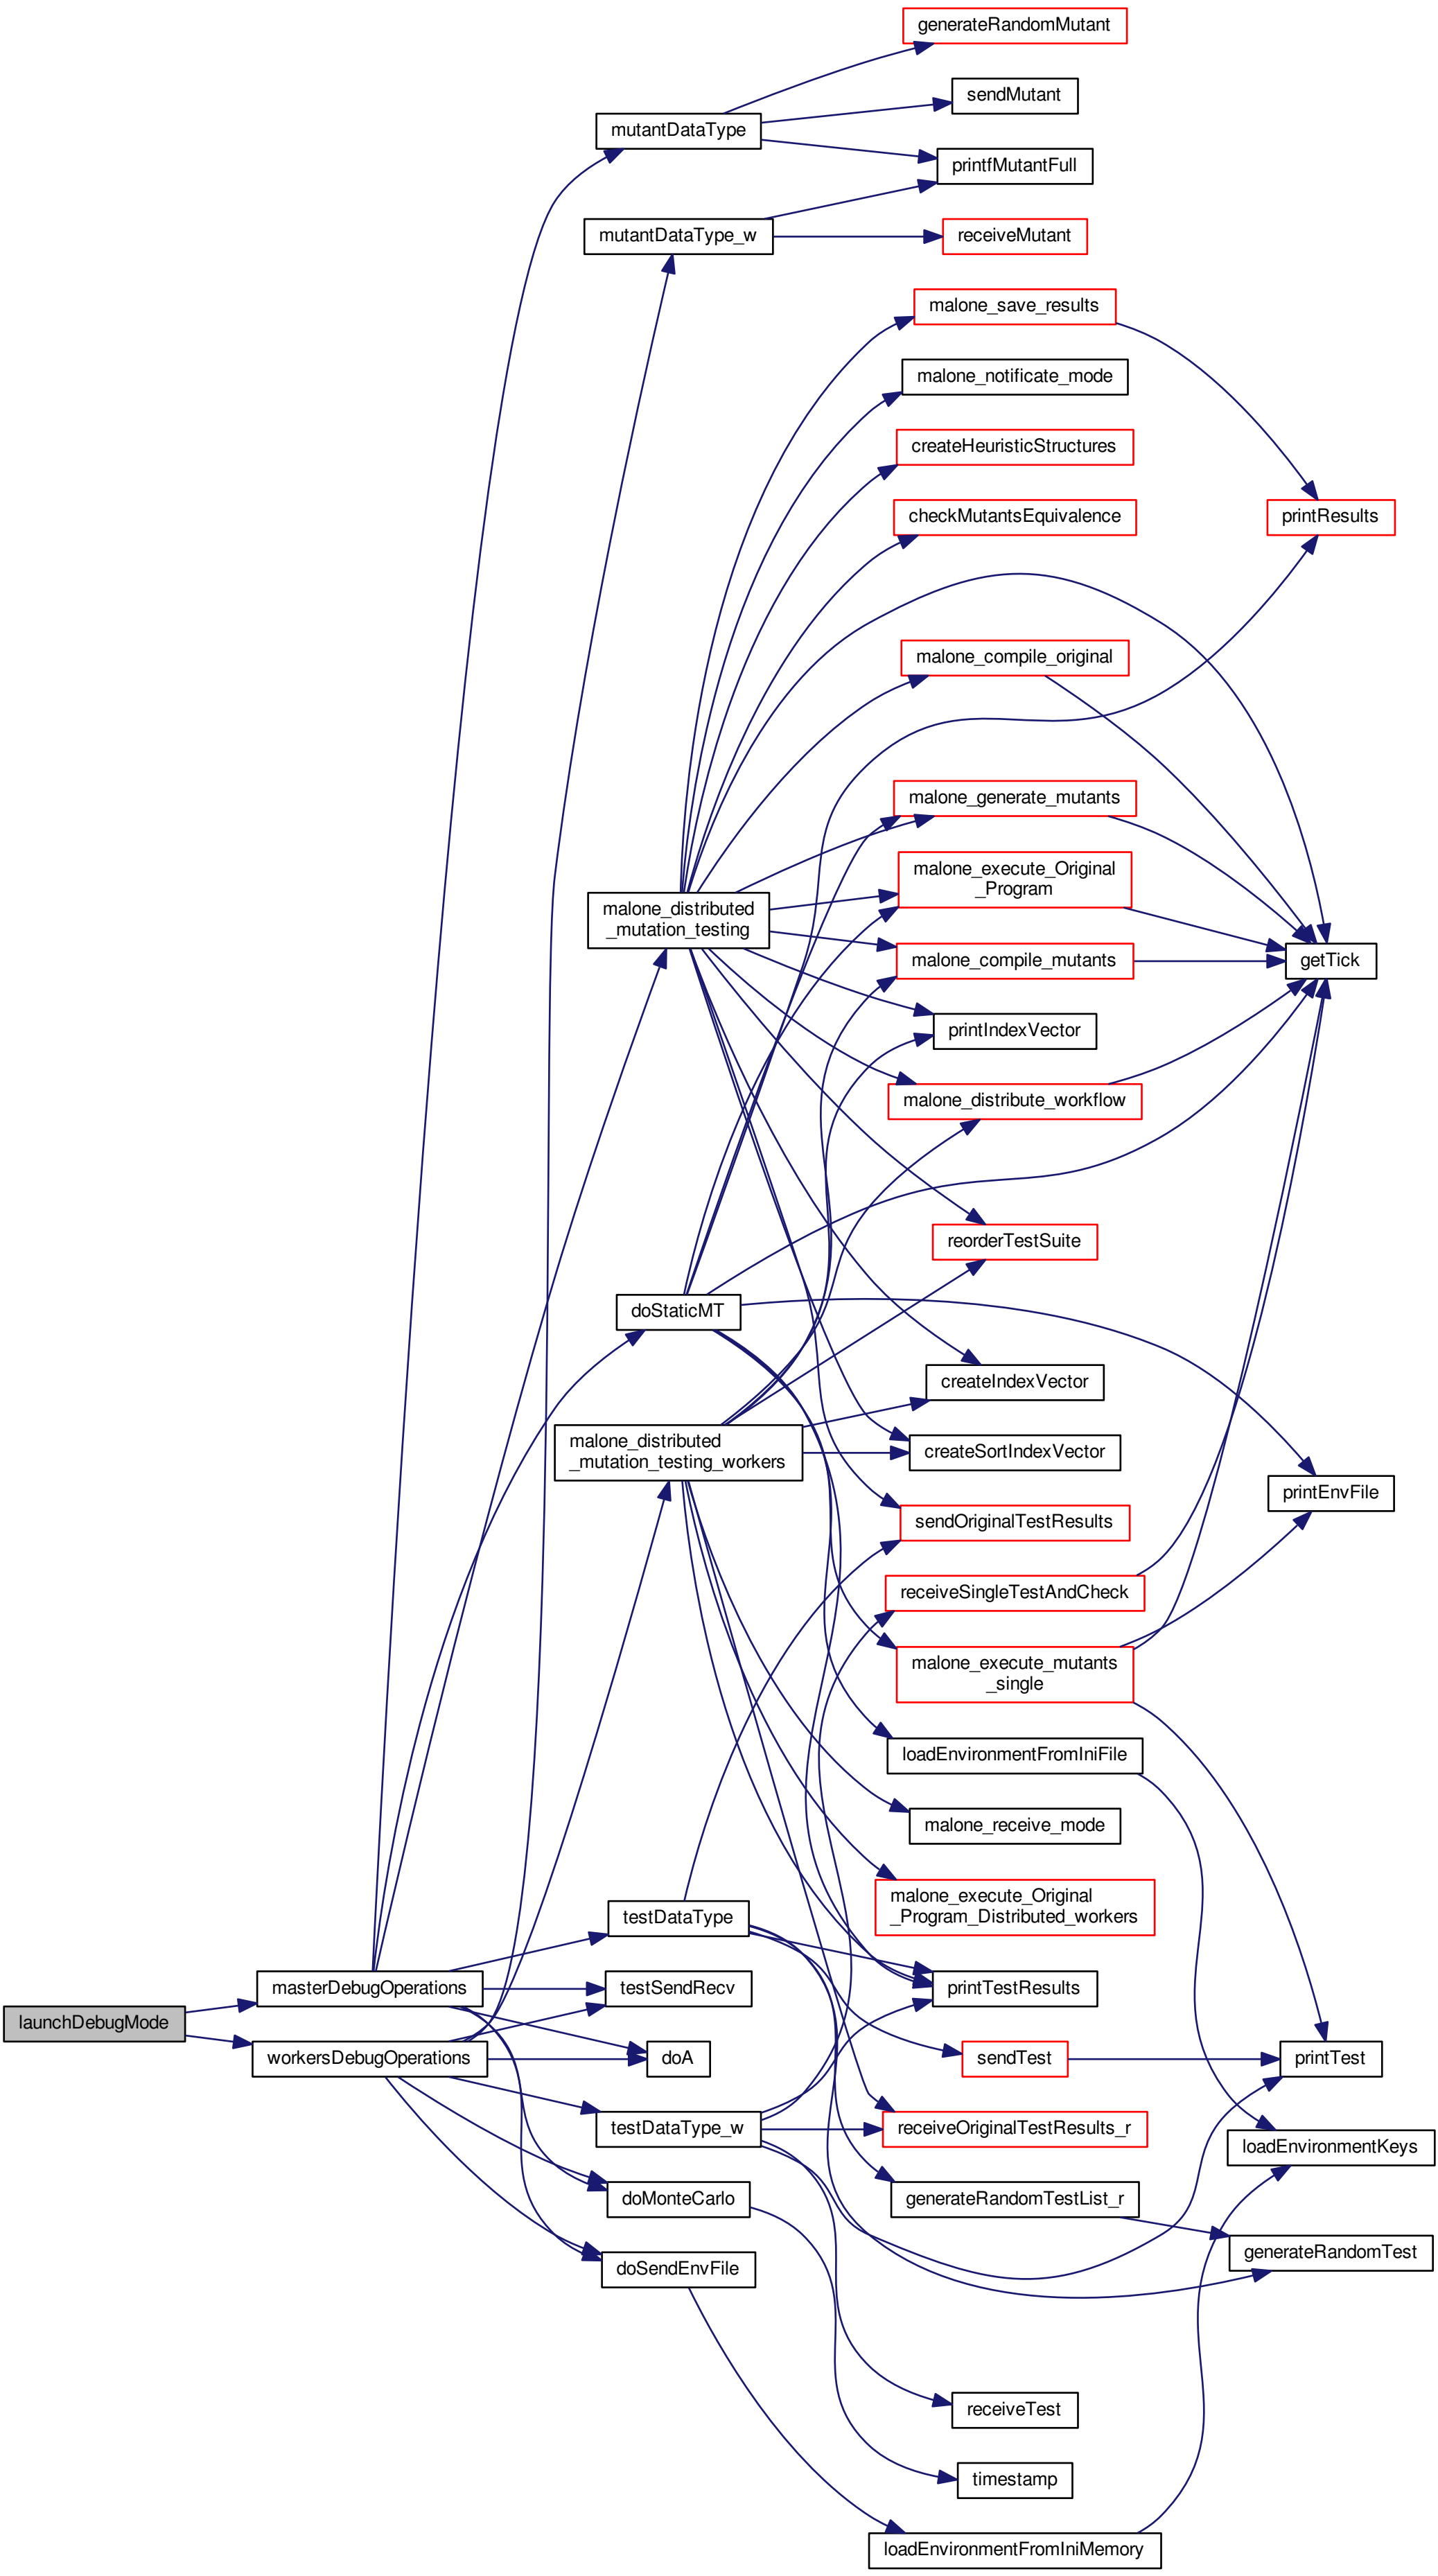 generateRandomMutant
sendMutant
mutantDataType
printfMutantFull
mutantDataType_w
receiveMutant
malone_save_results
malone_notificate_mode
createHeuristicStructures
checkMutantsEquivalence
printResults
malone_compile_original
malone_generate_mutants
malone_execute_Original
_Program
malone_distributed
_mutation_testing
malone_compile_mutants
getTick
printIndexVector
malone_distribute_workflow
reorderTestSuite
doStaticMT
createIndexVector
malone_distributed
_mutation_testing_workers
createSortIndexVector
printEnvFile
sendOriginalTestResults
receiveSingleTestAndCheck
malone_execute_mutants
_single
loadEnvironmentFromIniFile
malone_receive_mode
malone_execute_Original
_Program_Distributed_workers
testDataType
masterDebugOperations
testSendRecv
printTestResults
launchDebugMode
workersDebugOperations
doA
sendTest
printTest
testDataType_w
receiveOriginalTestResults_r
loadEnvironmentKeys
doMonteCarlo
generateRandomTestList_r
generateRandomTest
doSendEnvFile
receiveTest
timestamp
loadEnvironmentFromIniMemory